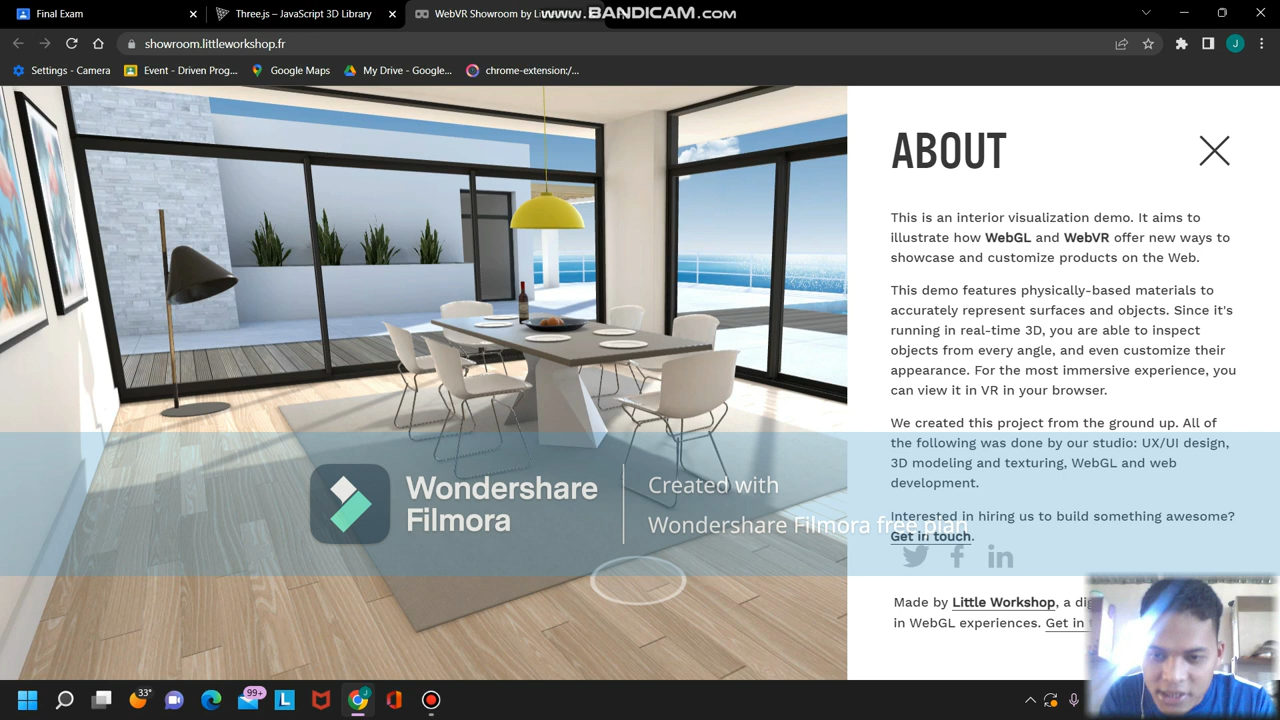 Final Exam
Three.js – JavaScript 3D Library
WebVR Showroom by
WWW.BANDICAM.COM
showroom.littleworkshop.fr
J
Settings - Camera
Event - Driven Prog...
Google Maps
My Drive - Google...
chrome-extension:/...
ABOUT
This is an interior visualization demo. It aims to
illustrate how WebGL and WebVR offer new ways to
showcase and customize products on the Web.
This demo features physically-based materials to
accurately represent surfaces and objects. Since it's
running in real-time 3D, you are able to inspect
objects from every angle, and even customize their
appearance. For the most immersive experience, you
can view it in VR in your browser.
We created this project from the ground up. All of
the following was done by our studio: UX/UI design,
3D modeling and texturing, WebGL and web
development.
Interested in hiring us to build something awesome?
Get in touch.
Wondershare
Filmora
Created with
Wondershare Filmora free plan
Made by Little Workshop, a
in WebGL experiences. Get in
33°
99+
L
J